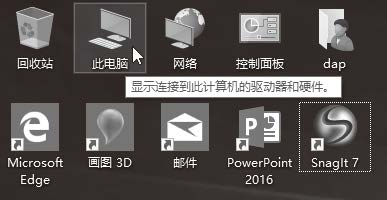 回收站
此电脑
网络
控制面板
dap
显示连接到此计算机的驱动器和硬件。
Microsoft
Edge
画图 3D
邮件
PowerPoint
2016
SnagIt 7